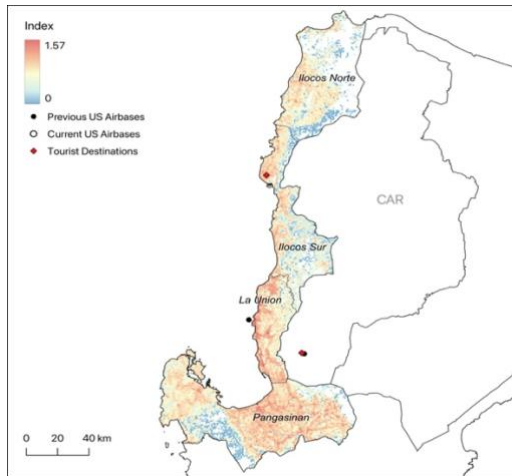 Index
1.57
0
Previous US Airbases
Current US Airbases
Tourist Destinations
Ilocos Norte
CAR
Ilocos Sur
La Union
Pangasinan
0 20 40 km